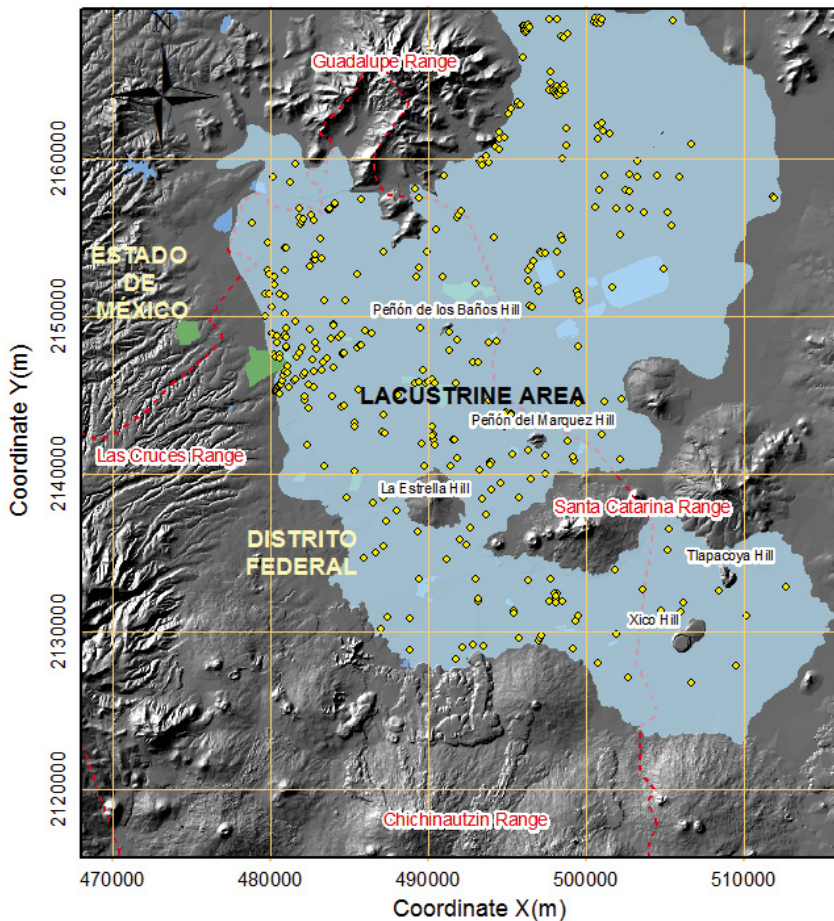 N
Guadalupe Range
2160000
ESTADO
DE
MÉXICO
2150000
Peñón de los Baños Hill
LACUSTRINE AREA
Peñón del Marquez Hill
Coordinate Y(m)
Las Cruces Range
2140000
La Estrella Hill
Santa Catarina Range
DISTRITO
FEDERAL
Tlapacoya Hill
Xico Hill
2130000
2120000
Chichinautzin Range
470000 480000 490000 500000 510000
Coordinate X(m)